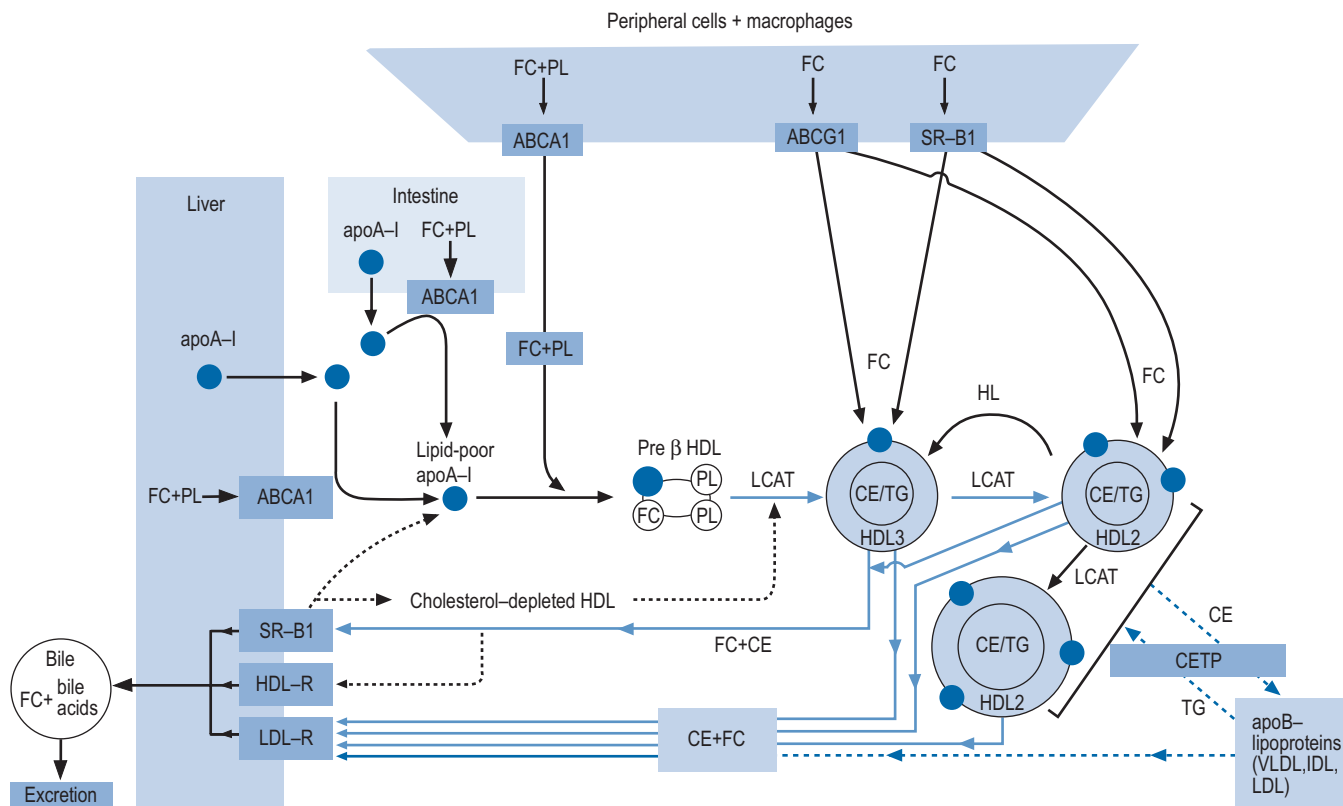 Peripheral cells + macrophages
FC+PL
FC
FC
ABCA1
ABCG1
SR–B1
Liver
Intestine
apoA–I
FC+PL
ABCA1
apoA–I
FC+PL
FC
FC
HL
Lipid-poor
apoA–I
Pre β HDL
PL
FC
PL
LCAT
CE/TG
HDL3
LCAT
CE/TG
HDL2
FC+PL
ABCA1
LCAT
Cholesterol–depleted HDL
CE
SR–B1
FC+CE
CE/TG
HDL2
CETP
TG
Bile
FC+ bile
acids
HDL–R
LDL–R
CE+FC
apoB–
lipoproteins
(VLDL,IDL,
LDL)
Excretion